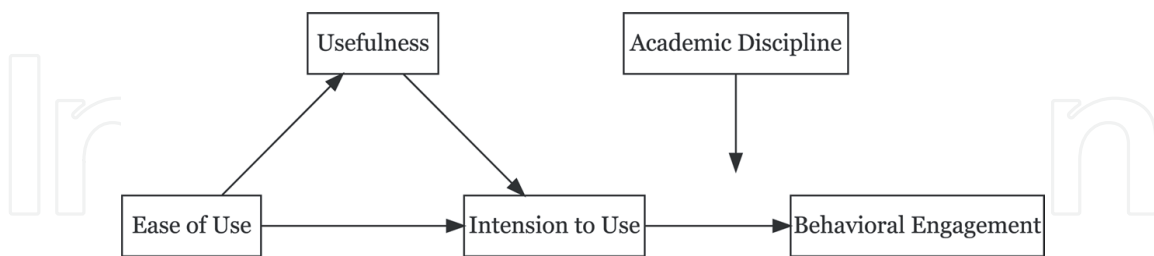 Usefulness
Academic Discipline
Ease of Use
Intension to Use
Behavioral Engagement